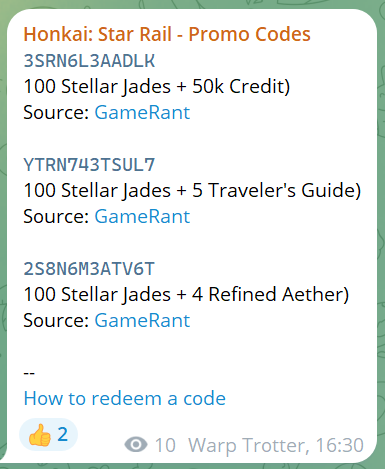 Honkai: Star Rail - Promo Codes
3SRN6L3AADLK
100 Stellar Jades + 50k Credit)
Source: GameRant
YTRN743TSUL7
100 Stellar Jades + 5 Traveler's Guide)
Source: GameRant
2S8N6M3ATV6T
100 Stellar Jades + 4 Refined Aether)
Source: GameRant
--
How to redeem a code
👍 2
10 Warp Trotter, 16:30